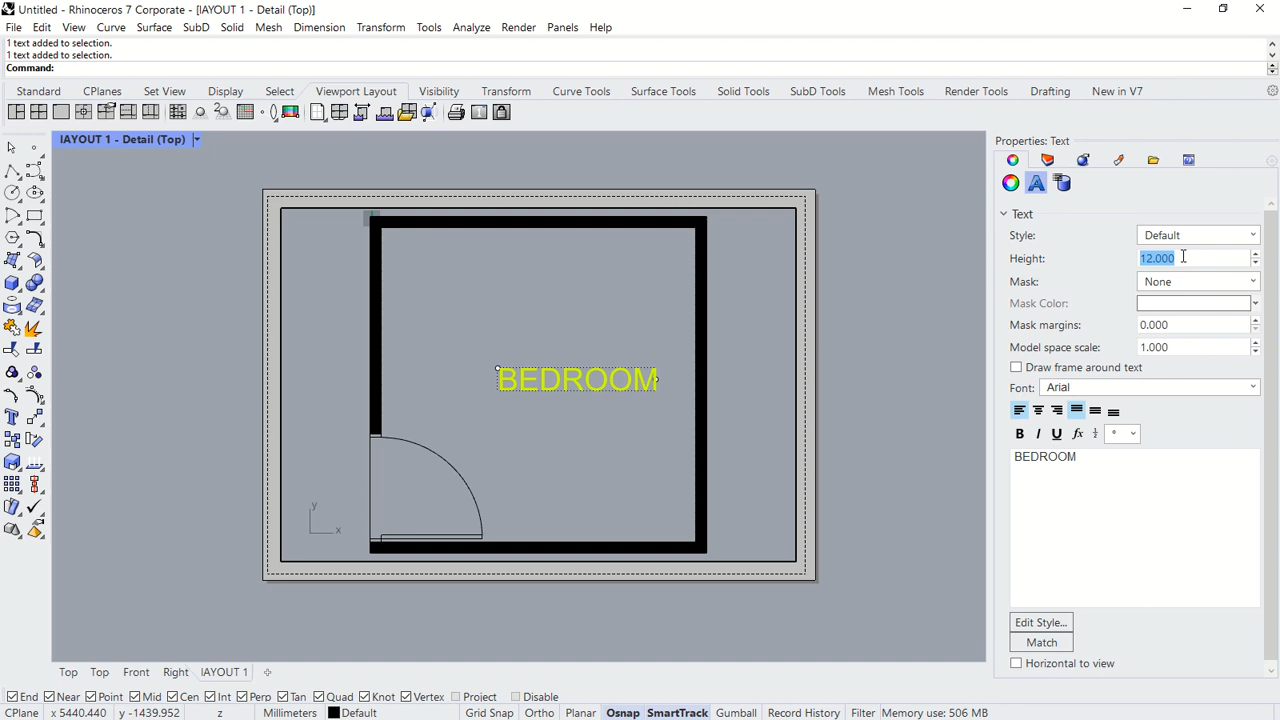 Untitled - Rhinoceros 7 Corporate - [lAYOUT 1 - Detail (Top)]
File Edit View Curve Surface SubD Solid Mesh Dimension Transform Tools Analyze Render Panels Help
1 text added to selection.
1 text added to selection.
Command:
Standard CPlanes Set View Display Select Viewport Layout Visibility Transform Curve Tools Surface Tools Solid Tools SubD Tools Mesh Tools Render Tools Drafting New in V7
lAYOUT 1 - Detail (Top)
Properties: Text
Text
Style: Default
Height: 12.000
Mask: None
Mask Color:
Mask margins: 0.000
Model space scale: 1.000
Draw frame around text
Font: Arial
B I U fx 1/2 °
BEDROOM
BEDROOM
y
x
Edit Style...
Match
Horizontal to view
Top Top Front Right lAYOUT 1
End Near Point Mid Cen Int Perp Tan Quad Knot Vertex Project Disable
CPlane x 5440.440 y -1439.952 z Millimeters Default Grid Snap Ortho Planar Osnap SmartTrack Gumball Record History Filter Memory use: 506 MB